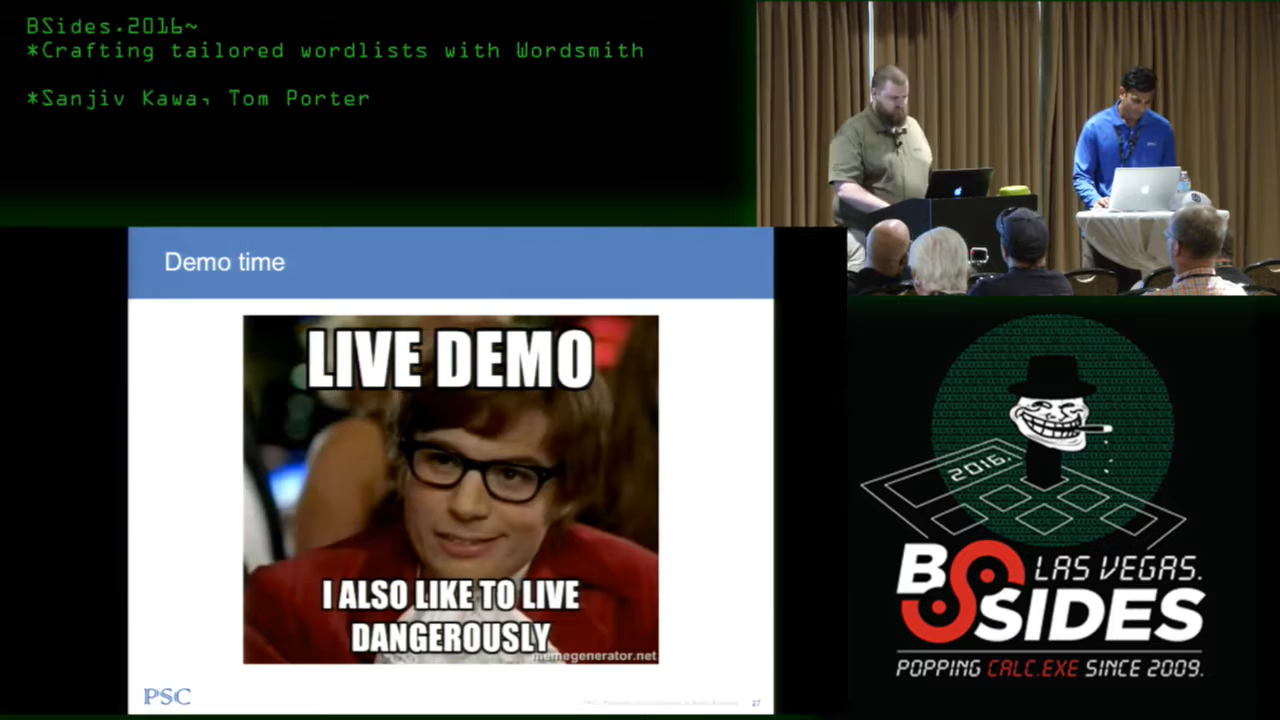 BSides.2016~
*Crafting tailored wordlists with Wordsmith
*Sanjiv Kawa, Tom Porter
Demo time
LIVE DEMO
I ALSO LIKE TO LIVE
DANGEROUSLY
memegenerator.net
PSC
27
2016.
BSIDES
LAS VEGAS.
POPPING CALC.EXE SINCE 2009.